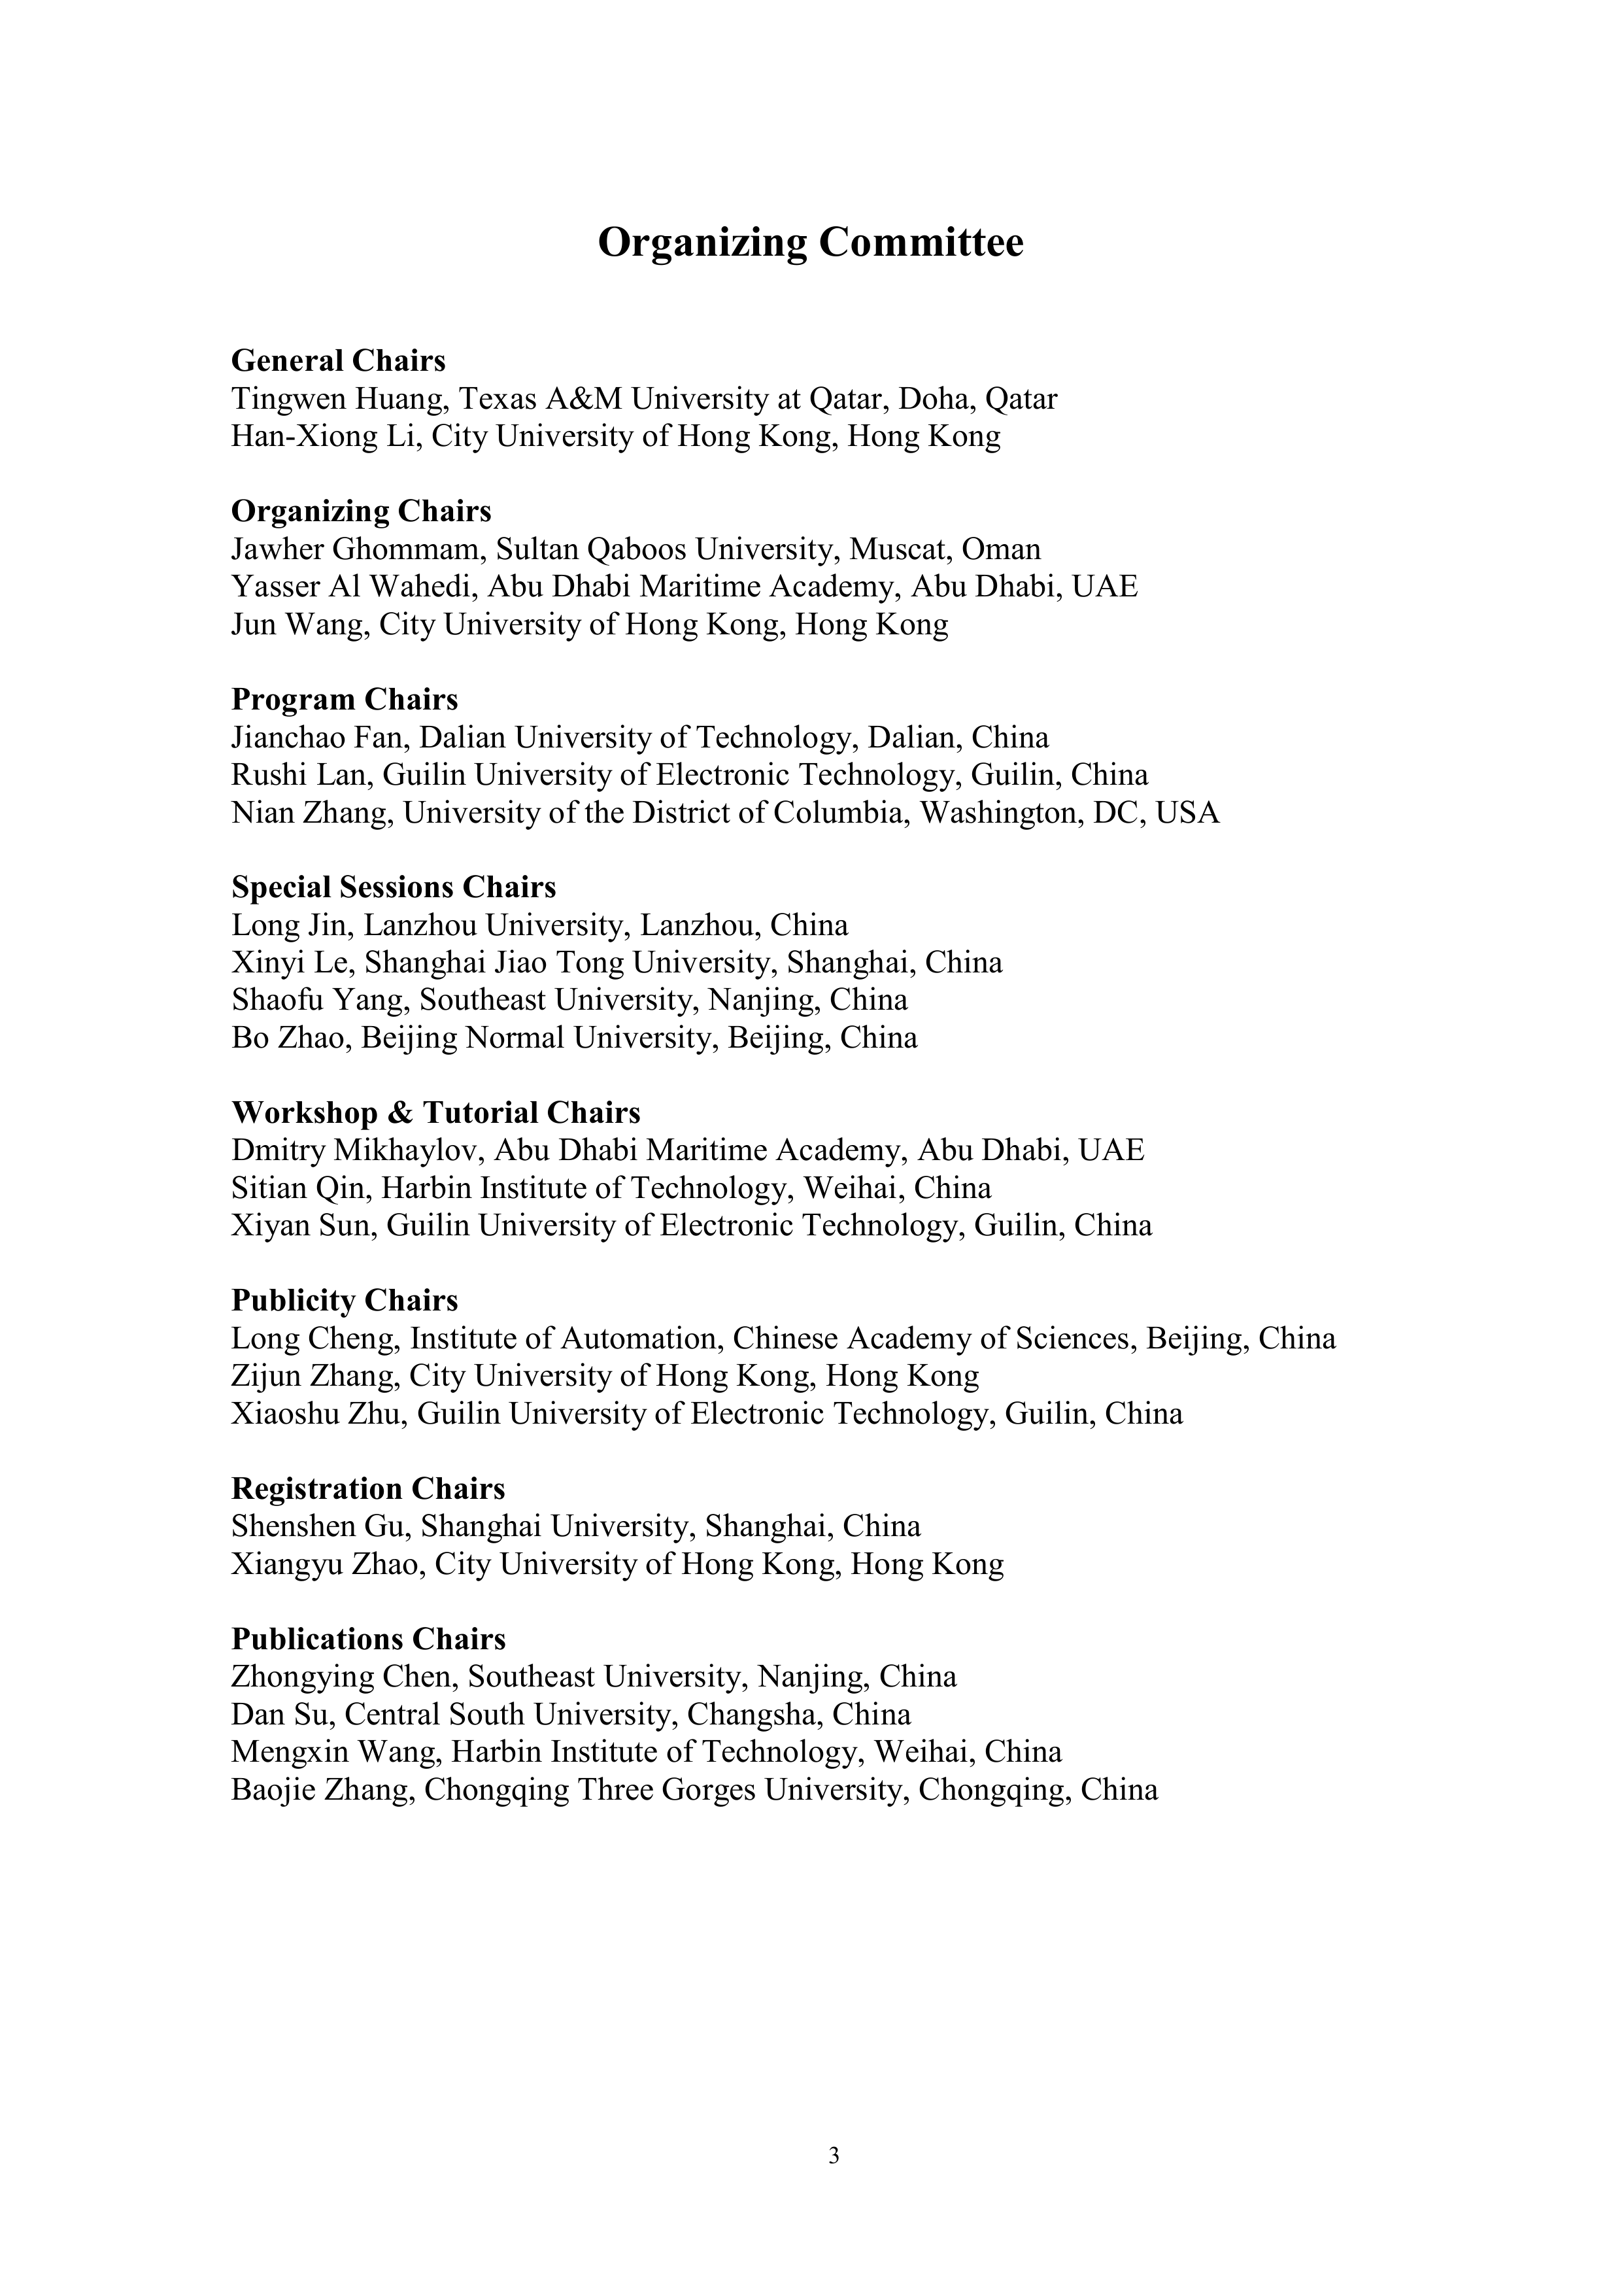 Organizing Committee
General Chairs
Tingwen Huang, Texas A&M University at Qatar, Doha, Qatar
Han-Xiong Li, City University of Hong Kong, Hong Kong
Organizing Chairs
Jawher Ghommam, Sultan Qaboos University, Muscat, Oman
Yasser Al Wahedi, Abu Dhabi Maritime Academy, Abu Dhabi, UAE
Jun Wang, City University of Hong Kong, Hong Kong
Program Chairs
Jianchao Fan, Dalian University of Technology, Dalian, China
Rushi Lan, Guilin University of Electronic Technology, Guilin, China
Nian Zhang, University of the District of Columbia, Washington, DC, USA
Special Sessions Chairs
Long Jin, Lanzhou University, Lanzhou, China
Xinyi Le, Shanghai Jiao Tong University, Shanghai, China
Shaofu Yang, Southeast University, Nanjing, China
Bo Zhao, Beijing Normal University, Beijing, China
Workshop & Tutorial Chairs
Dmitry Mikhaylov, Abu Dhabi Maritime Academy, Abu Dhabi, UAE
Sitian Qin, Harbin Institute of Technology, Weihai, China
Xiyan Sun, Guilin University of Electronic Technology, Guilin, China
Publicity Chairs
Long Cheng, Institute of Automation, Chinese Academy of Sciences, Beijing, China
Zijun Zhang, City University of Hong Kong, Hong Kong
Xiaoshu Zhu, Guilin University of Electronic Technology, Guilin, China
Registration Chairs
Shenshen Gu, Shanghai University, Shanghai, China
Xiangyu Zhao, City University of Hong Kong, Hong Kong
Publications Chairs
Zhongying Chen, Southeast University, Nanjing, China
Dan Su, Central South University, Changsha, China
Mengxin Wang, Harbin Institute of Technology, Weihai, China
Baojie Zhang, Chongqing Three Gorges University, Chongqing, China
3